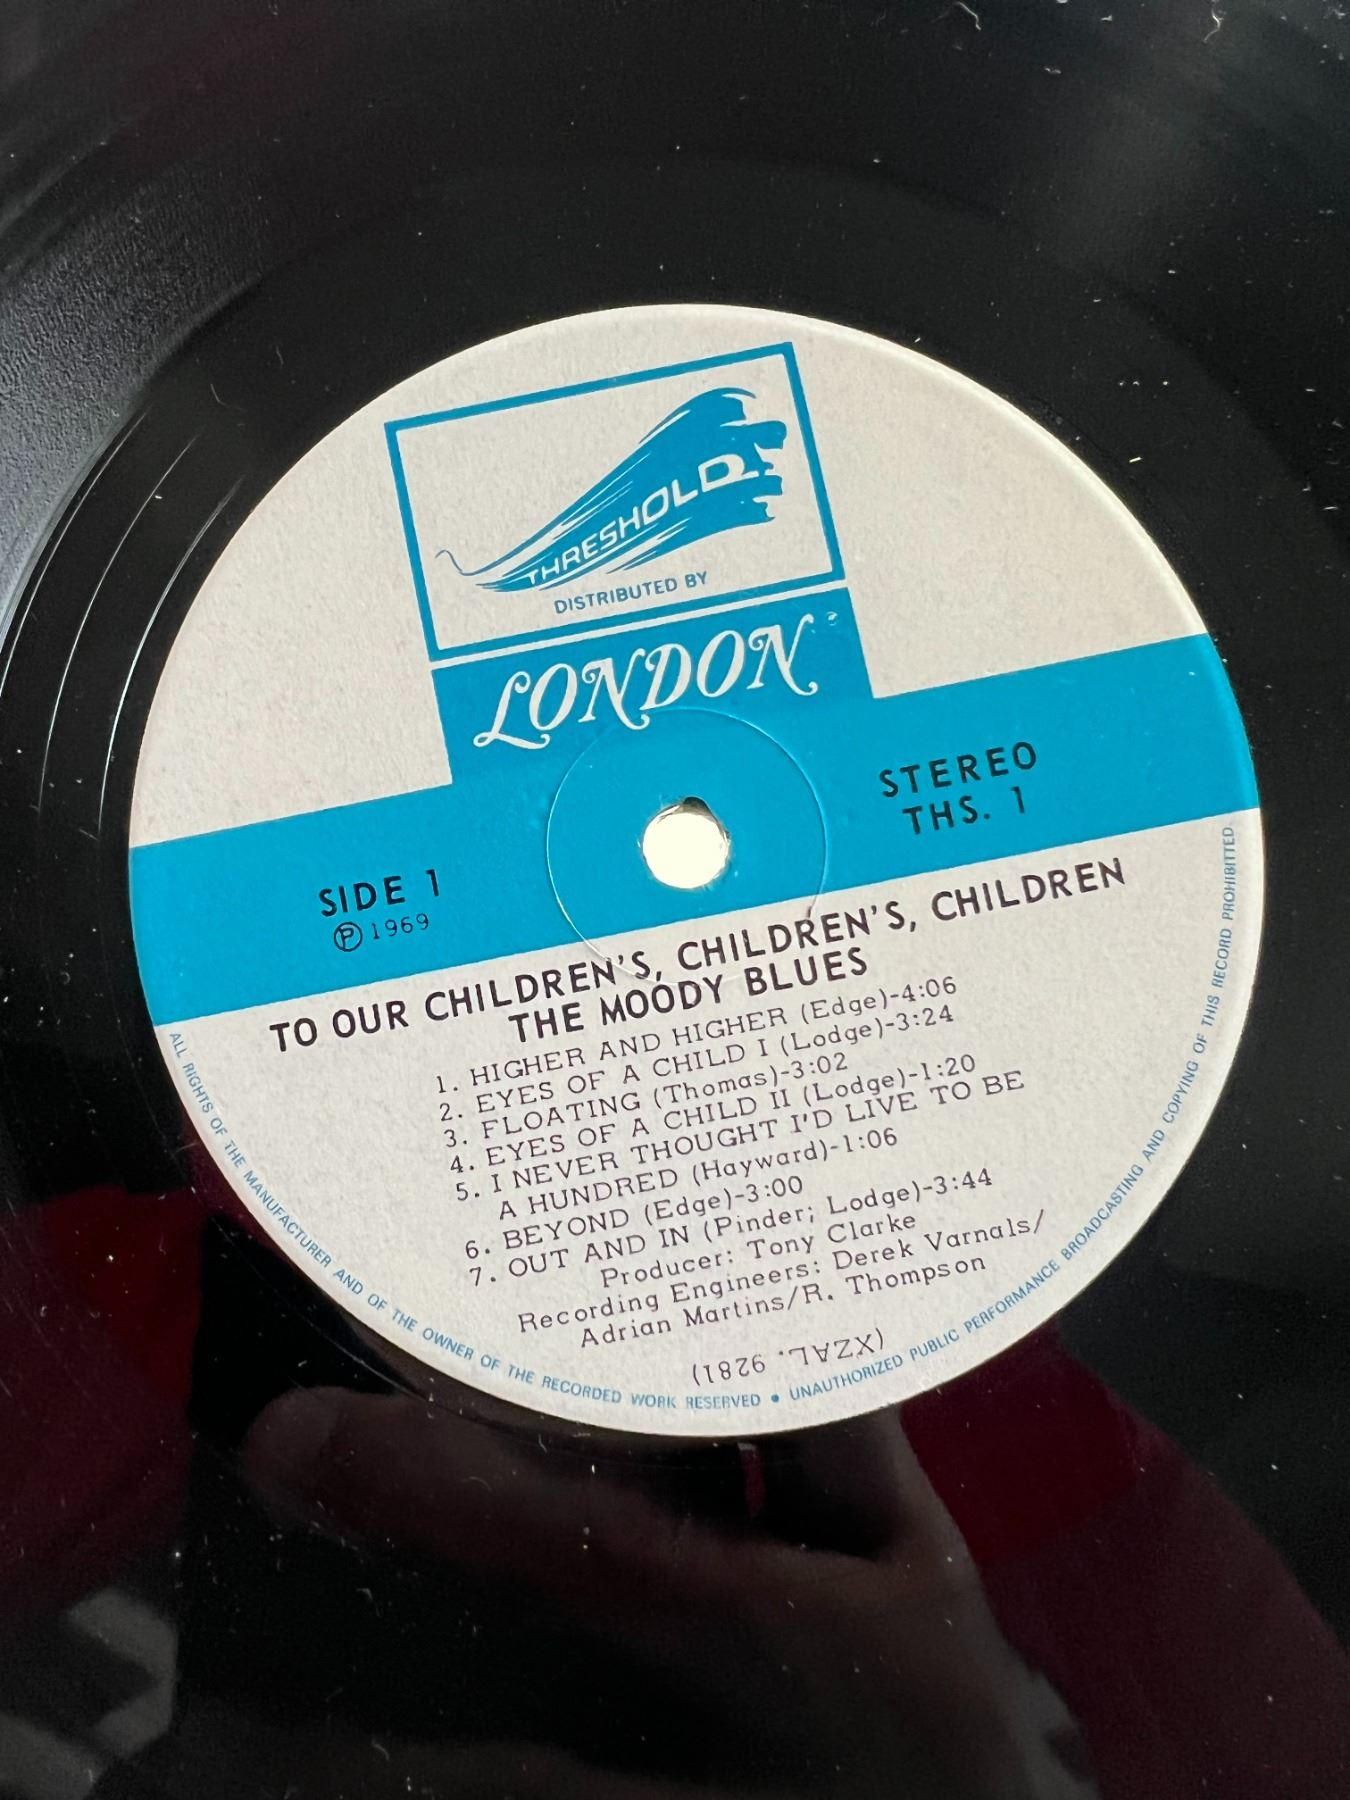 THRESHOLD
DISTRIBUTED BY
LONDON
STEREO
THS. 1
SIDE 1
Ⓟ 1969
TO OUR CHILDREN'S, CHILDREN'S, CHILDREN
THE MOODY BLUES
1. HIGHER AND HIGHER (Edge)-4:06
2. EYES OF A CHILD I (Lodge)-3:24
3. FLOATING (Thomas)-3:02
4. EYES OF A CHILD II (Lodge)-1:20
5. I NEVER THOUGHT I'D LIVE TO BE
A HUNDRED (Hayward)-1:06
6. BEYOND (Edge)-3:00
7. OUT AND IN (Pinder; Lodge)-3:44
Producer: Tony Clarke
Recording Engineers: Derek Varnals/
Adrian Martins/R. Thompson
(XZAL. 9281)
ALL RIGHTS OF THE MANUFACTURER AND OF THE OWNER OF THE RECORDED WORK RESERVED • UNAUTHORIZED PUBLIC PERFORMANCE BROADCASTING AND COPYING OF THIS RECORD PROHIBITED